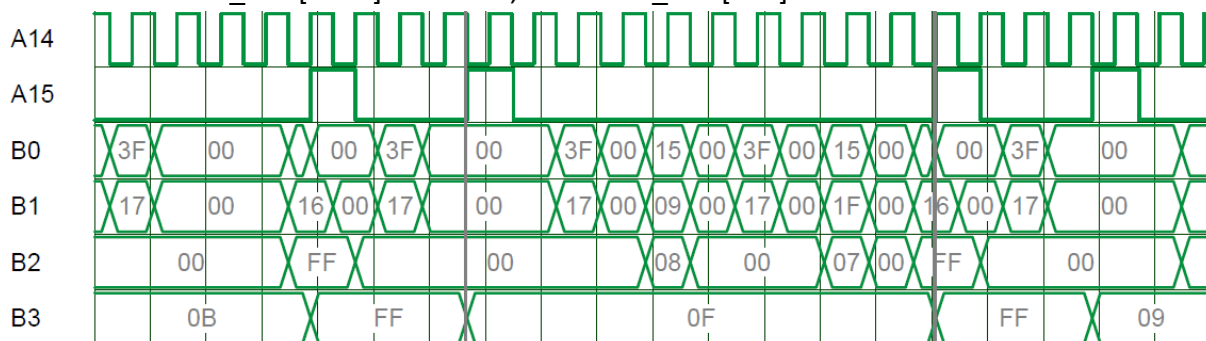 A14
A15
B0 3F 00 00 3F 00 3F 00 15 00 3F 00 15 00 00 3F 00
B1 17 00 16 00 17 00 17 00 09 00 17 00 1F 00 16 00 17 00
B2 00 FF 00 08 00 07 00 FF 00
B3 0B FF 0F FF 09